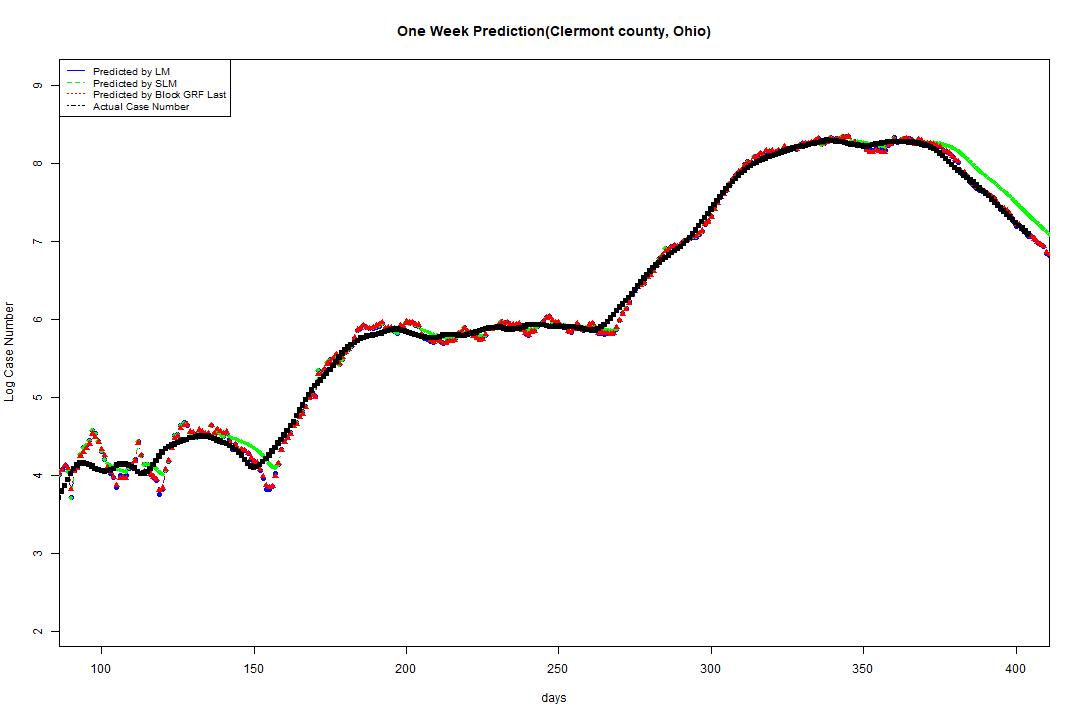 One Week Prediction(Clermont county, Ohio)
Predicted by LM
Predicted by SLM
Predicted by Block GRF Last
Actual Case Number
9
8
7
6
5
4
3
2
Log Case Number
100 150 200 250 300 350 400
days